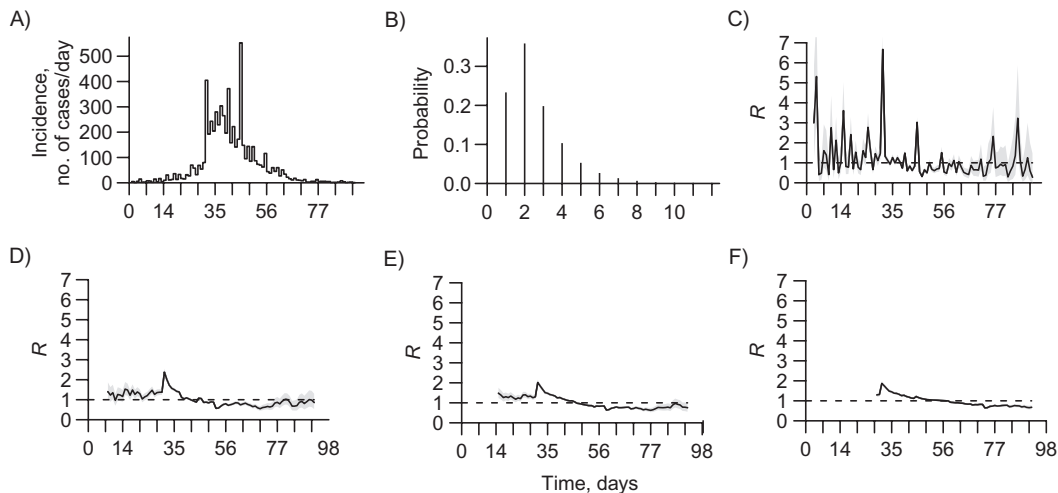 A)
Incidence,
no. of cases/day
500
400
300
200
100
0
0 14 35 56 77
B)
Probability
0.3
0.2
0.1
0.0
0 2 4 6 8 10
C)
R
7
6
5
4
3
2
1
0
0 14 35 56 77
D)
R
7
6
5
4
3
2
1
0
0 14 35 56 77 98
E)
R
7
6
5
4
3
2
1
0
0 14 35 56 77 98
F)
R
7
6
5
4
3
2
1
0
0 14 35 56 77 98
Time, days